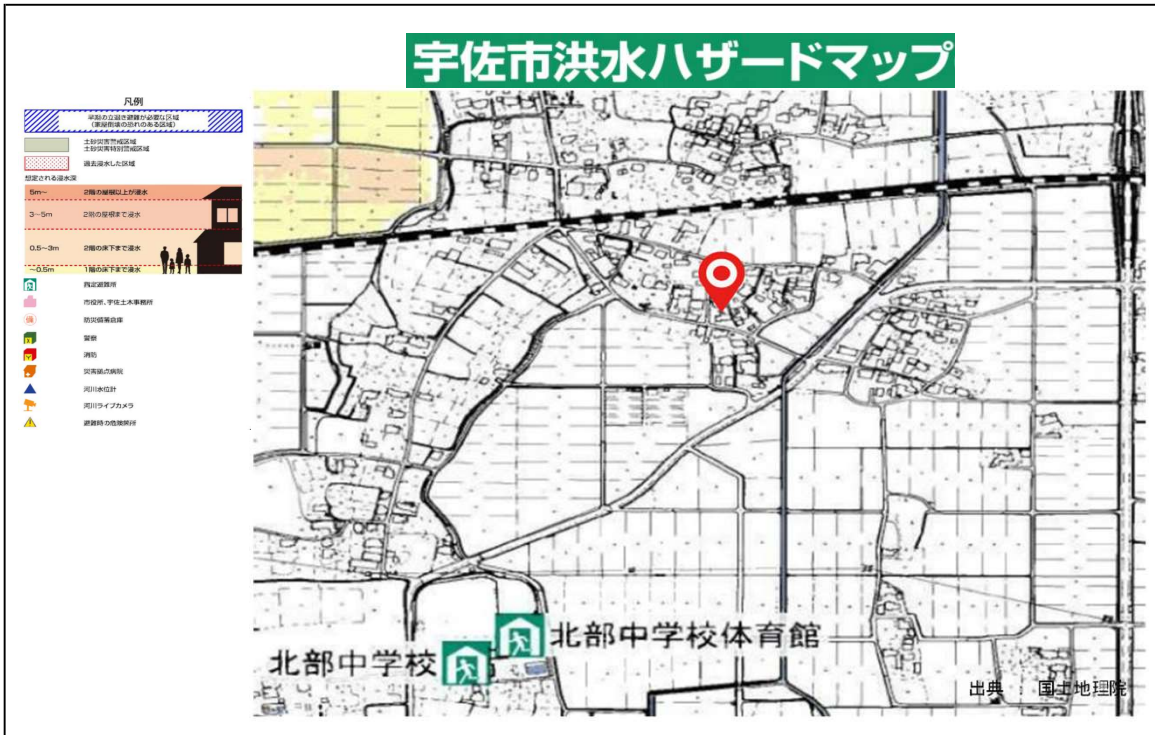 宇佐市洪水ハザードマップ
凡例
早期の立退き避難が必要な区域
(家屋倒壊の恐れのある区域)
土砂災害警戒区域
土砂災害特別警戒区域
過去浸水した区域
想定される浸水深
5m~ 2階の屋根以上が浸水
3~5m 2階の屋根まで浸水
0.5~3m 2階の床下まで浸水
~0.5m 1階の床下まで浸水
指定避難所
市役所、宇佐土木事務所
防災備蓄倉庫
警察
消防
災害拠点病院
河川水位計
河川ライブカメラ
避難時の危険箇所
北部中学校体育館
北部中学校
出典 : 国土地理院